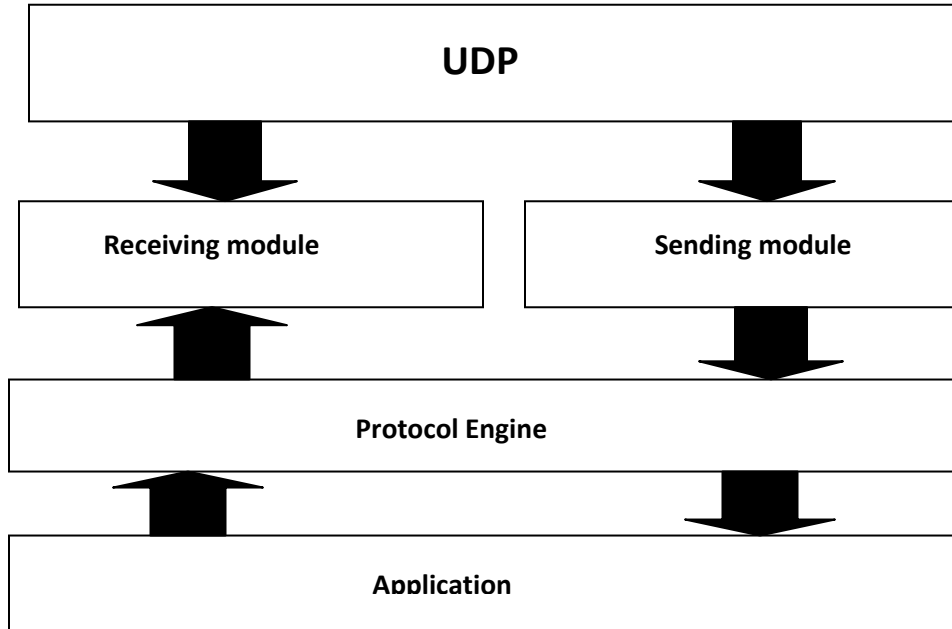 UDP
Receiving module
Sending module
Protocol Engine
Application